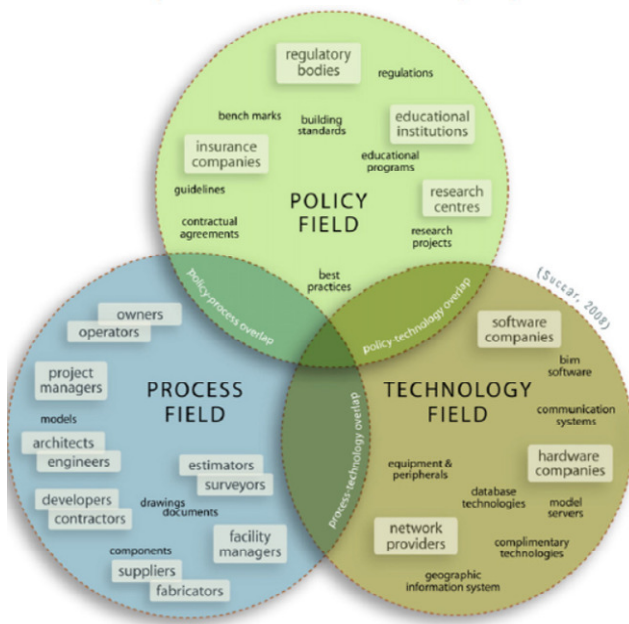 regulatory
bodies
regulations
bench marks
building
standards
educational
institutions
insurance
companies
educational
programs
guidelines
research
centres
POLICY
FIELD
contractual
agreements
research
projects
best
practices
policy-process overlap
policy-technology overlap
(Succar, 2008)
owners
operators
project
managers
PROCESS
FIELD
models
architects
engineers
estimators
surveyors
developers
contractors
drawings
documents
facility
managers
components
suppliers
fabricators
process-technology overlap
software
companies
bim
software
TECHNOLOGY
FIELD
communication
systems
equipment &
peripherals
hardware
companies
database
technologies
model
servers
network
providers
complimentary
technologies
geographic
information system